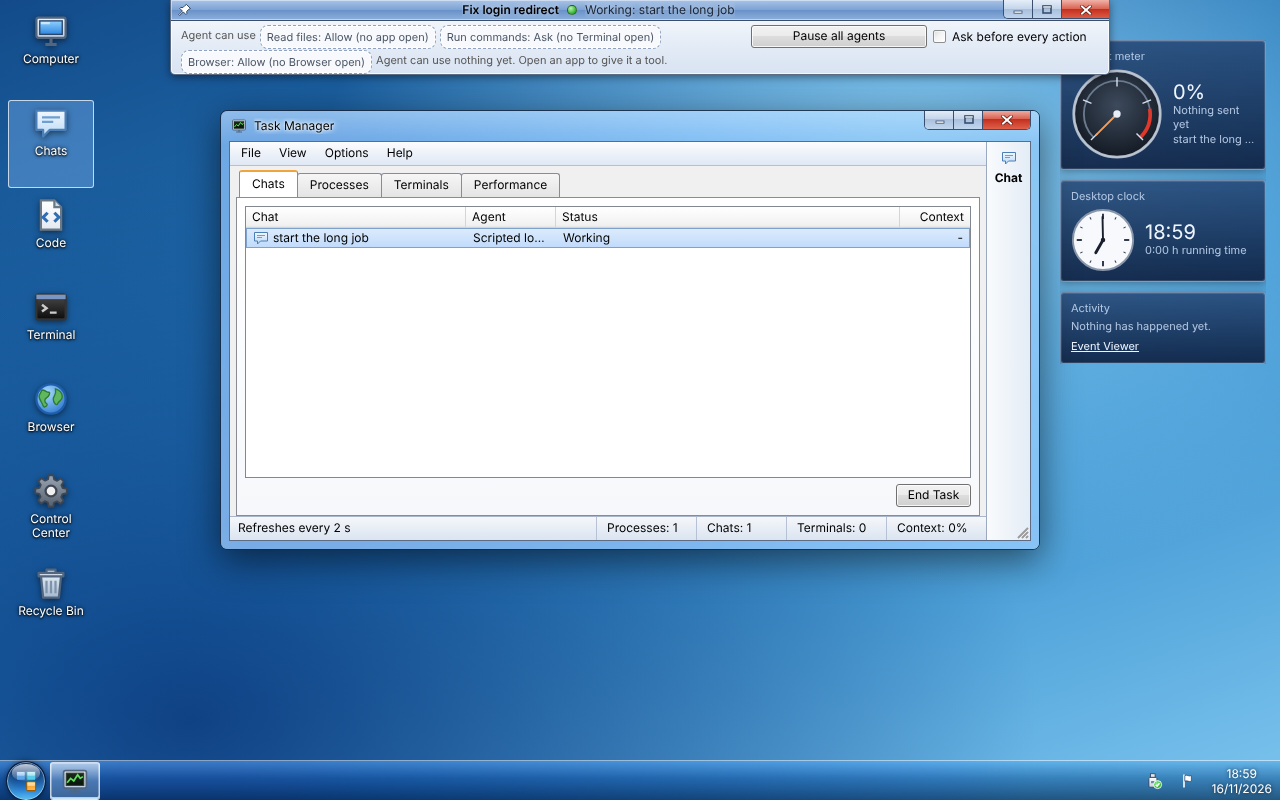 Fix login redirect Working: start the long job
Agent can use Read files: Allow (no app open) Run commands: Ask (no Terminal open)
Browser: Allow (no Browser open) Agent can use nothing yet. Open an app to give it a tool.
Pause all agents Ask before every action
Computer
Chats
Code
Terminal
Browser
Control
Center
Recycle Bin
Task Manager
File View Options Help
Chats Processes Terminals Performance
Chat Agent Status Context
start the long job Scripted lo... Working -
End Task
Refreshes every 2 s Processes: 1 Chats: 1 Terminals: 0 Context: 0%
Chat
meter
0%
Nothing sent
yet
start the long ...
Desktop clock
18:59
0:00 h running time
Activity
Nothing has happened yet.
Event Viewer
18:59
16/11/2026